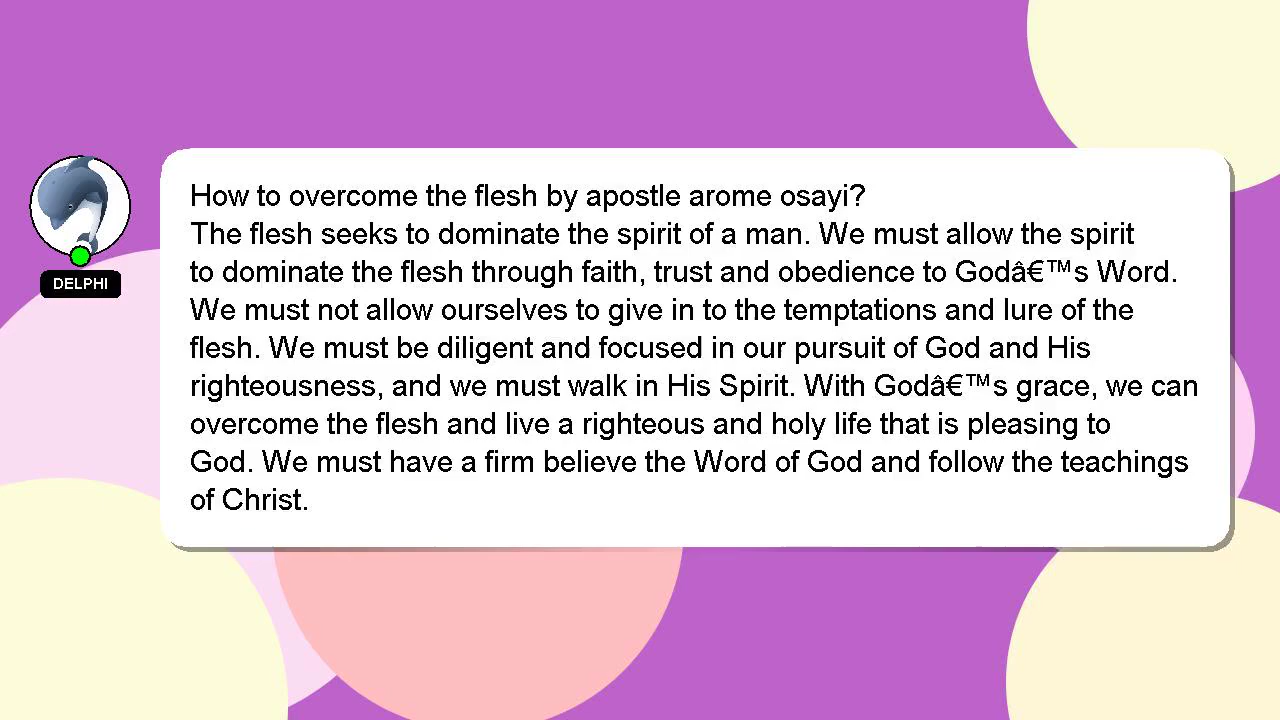 How to overcome the flesh by apostle arome osayi?
The flesh seeks to dominate the spirit of a man. We must allow the spirit
to dominate the flesh through faith, trust and obedience to Godâ€™s Word.
We must not allow ourselves to give in to the temptations and lure of the
flesh. We must be diligent and focused in our pursuit of God and His
righteousness, and we must walk in His Spirit. With Godâ€™s grace, we can
overcome the flesh and live a righteous and holy life that is pleasing to
God. We must have a firm believe the Word of God and follow the teachings
of Christ.
DELPHI